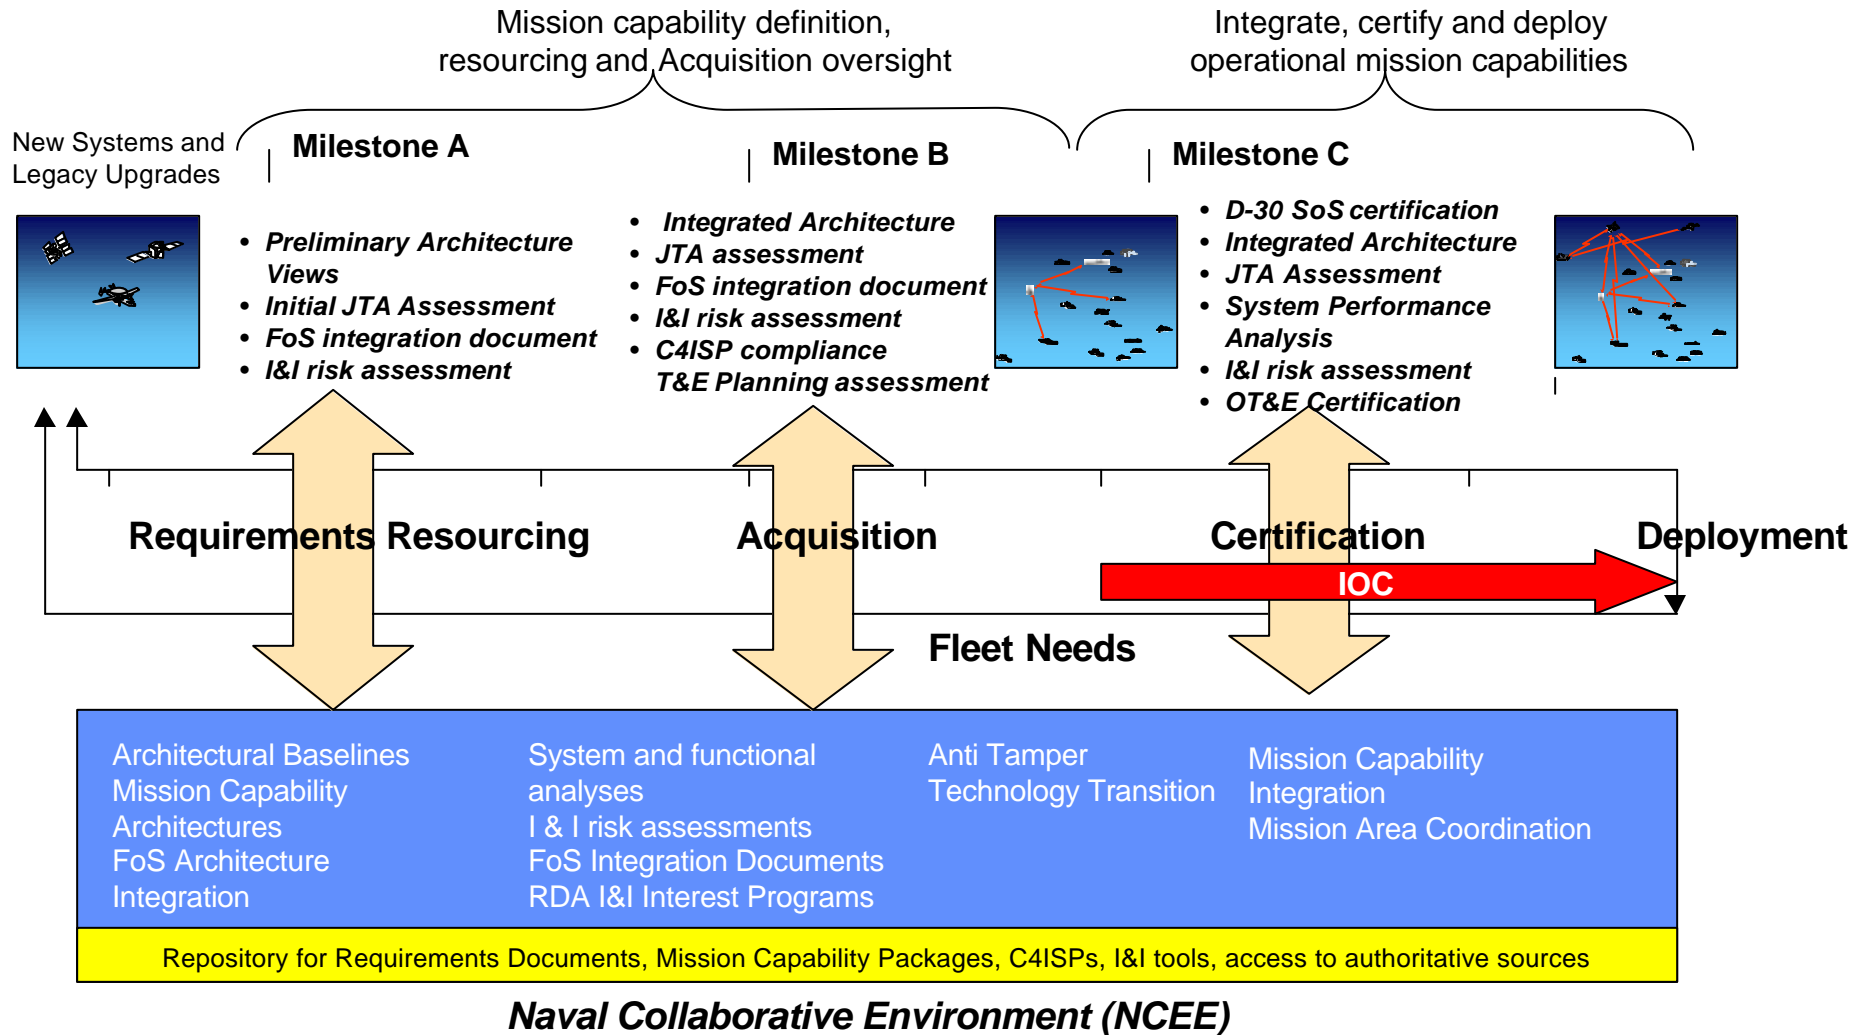 Mission capability definition,
resourcing and Acquisition oversight
Integrate, certify and deploy
operational mission capabilities
New Systems and
Legacy Upgrades
Milestone A
• Preliminary Architecture
Views
• Initial JTA Assessment
• FoS integration document
• I&I risk assessment
Milestone B
• Integrated Architecture
• JTA assessment
• FoS integration document
• I&I risk assessment
• C4ISP compliance
T&E Planning assessment
Milestone C
• D-30 SoS certification
• Integrated Architecture
• JTA Assessment
• System Performance
Analysis
• I&I risk assessment
• OT&E Certification
Requirements Resourcing
Acquisition
Certification
Deployment
IOC
Fleet Needs
Architectural Baselines
Mission Capability
Architectures
FoS Architecture
Integration
System and functional
analyses
I & I risk assessments
FoS Integration Documents
RDA I&I Interest Programs
Anti Tamper
Technology Transition
Mission Capability
Integration
Mission Area Coordination
Repository for Requirements Documents, Mission Capability Packages, C4ISPs, I&I tools, access to authoritative sources
Naval Collaborative Environment (NCEE)